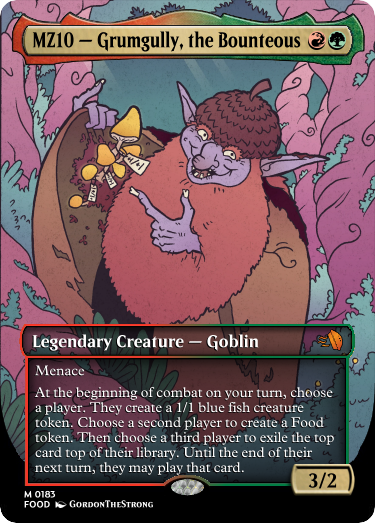 MZ10 — Grumgully, the Bounteous
Legendary Creature — Goblin
Menace
At the beginning of combat on your turn, choose
a player. They create a 1/1 blue fish creature
token. Choose a second player to create a Food
token. Then choose a third player to exile the top
card top of their library. Until the end of their
next turn, they may play that card.
3/2
M 0183
FOOD GordonTheStrong